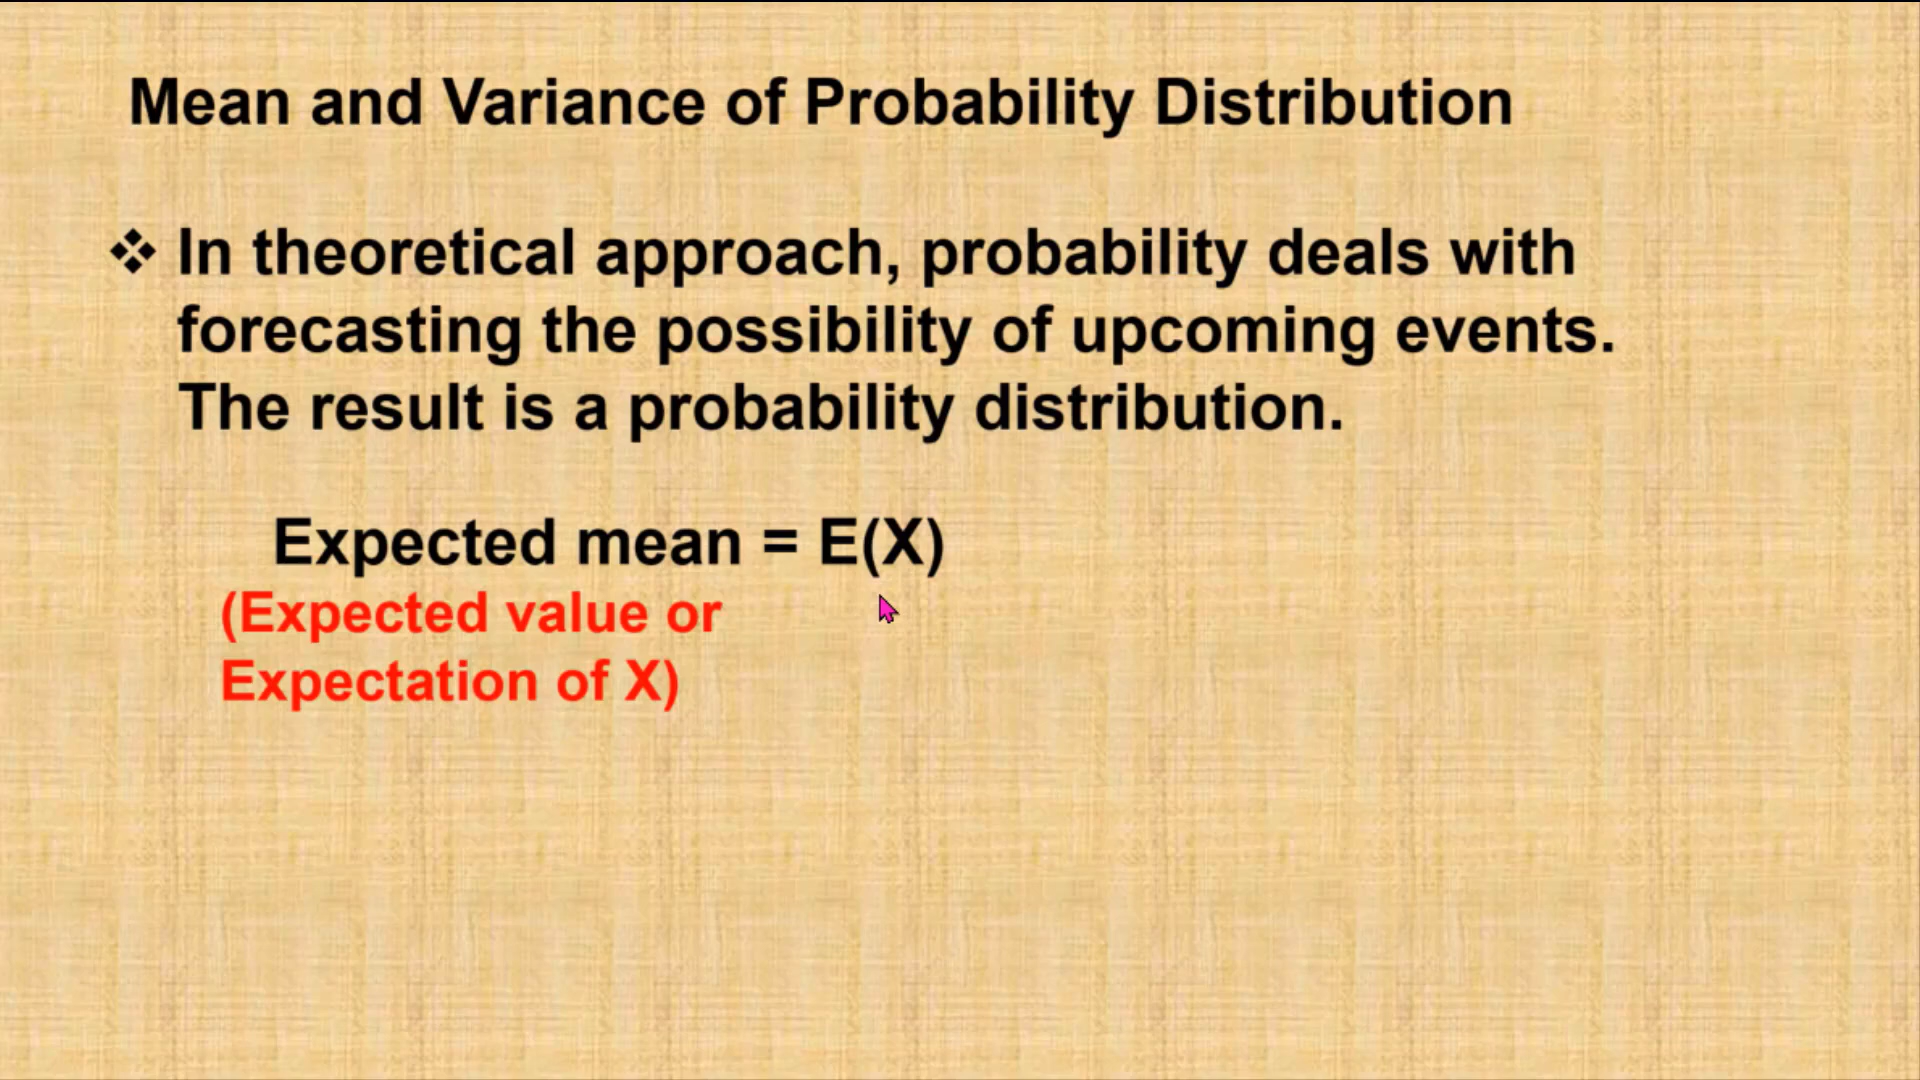 Mean and Variance of Probability Distribution
❖ In theoretical approach, probability deals with
forecasting the possibility of upcoming events.
The result is a probability distribution.
Expected mean = E(X)
(Expected value or
Expectation of X)